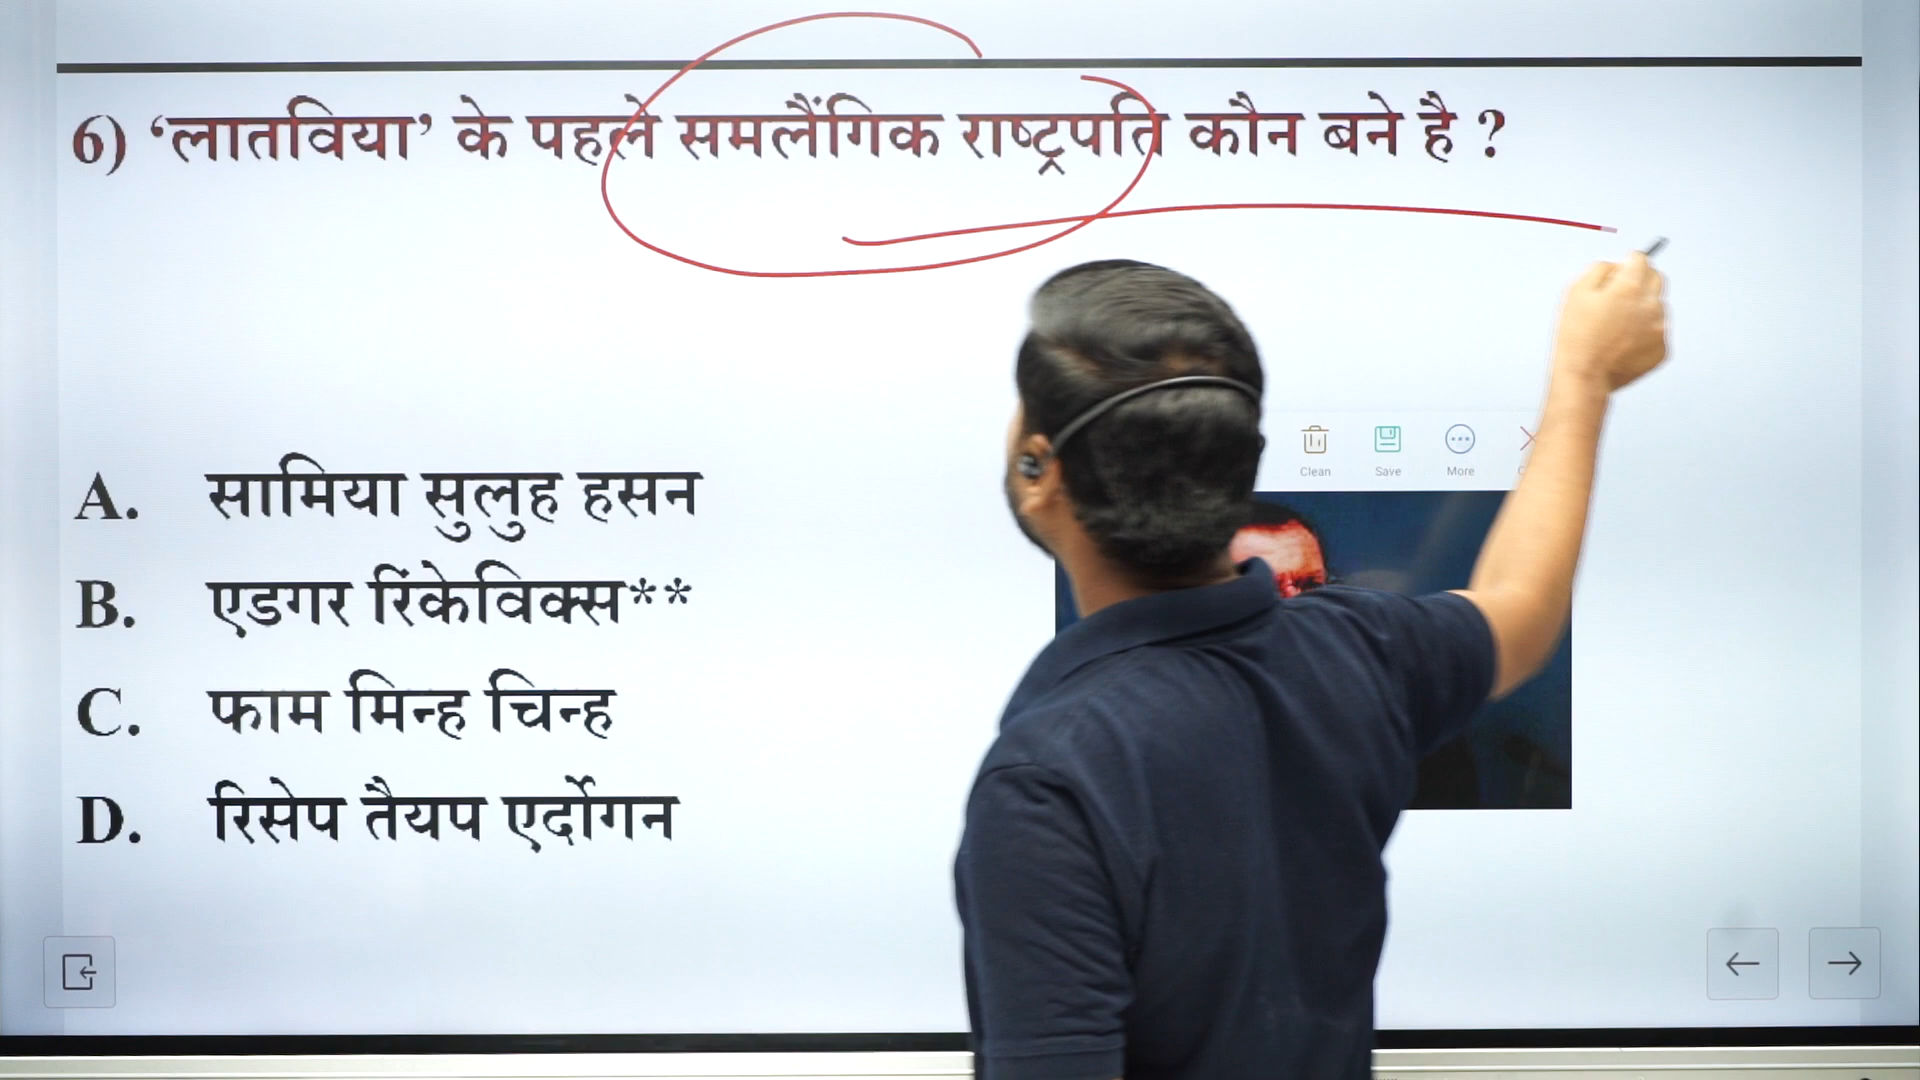 6) ‘लातविया’ के पहले समलैंगिक राष्ट्रपति कौन बने है ?
Clean Save More
A. सामिया सुलुह हसन
B. एडगर रिंकेविक्स**
C. फाम मिन्ह चिन्ह
D. रिसेप तैयप एर्दोगन